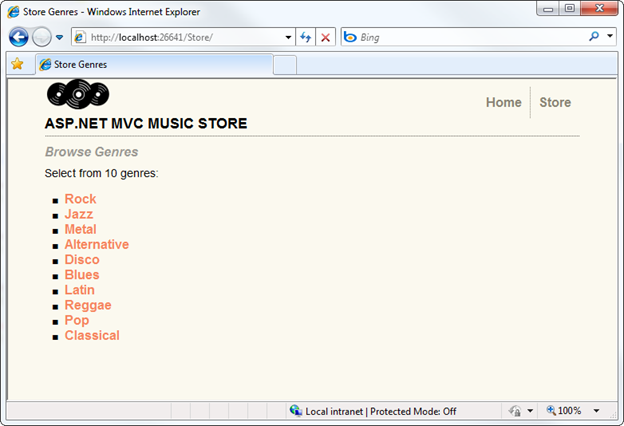 Store Genres - Windows Internet Explorer
http://localhost:26641/Store/
Bing
Store Genres
Home
Store
ASP.NET MVC MUSIC STORE
Browse Genres
Select from 10 genres:
Rock
Jazz
Metal
Alternative
Disco
Blues
Latin
Reggae
Pop
Classical
Local intranet | Protected Mode: Off
100%